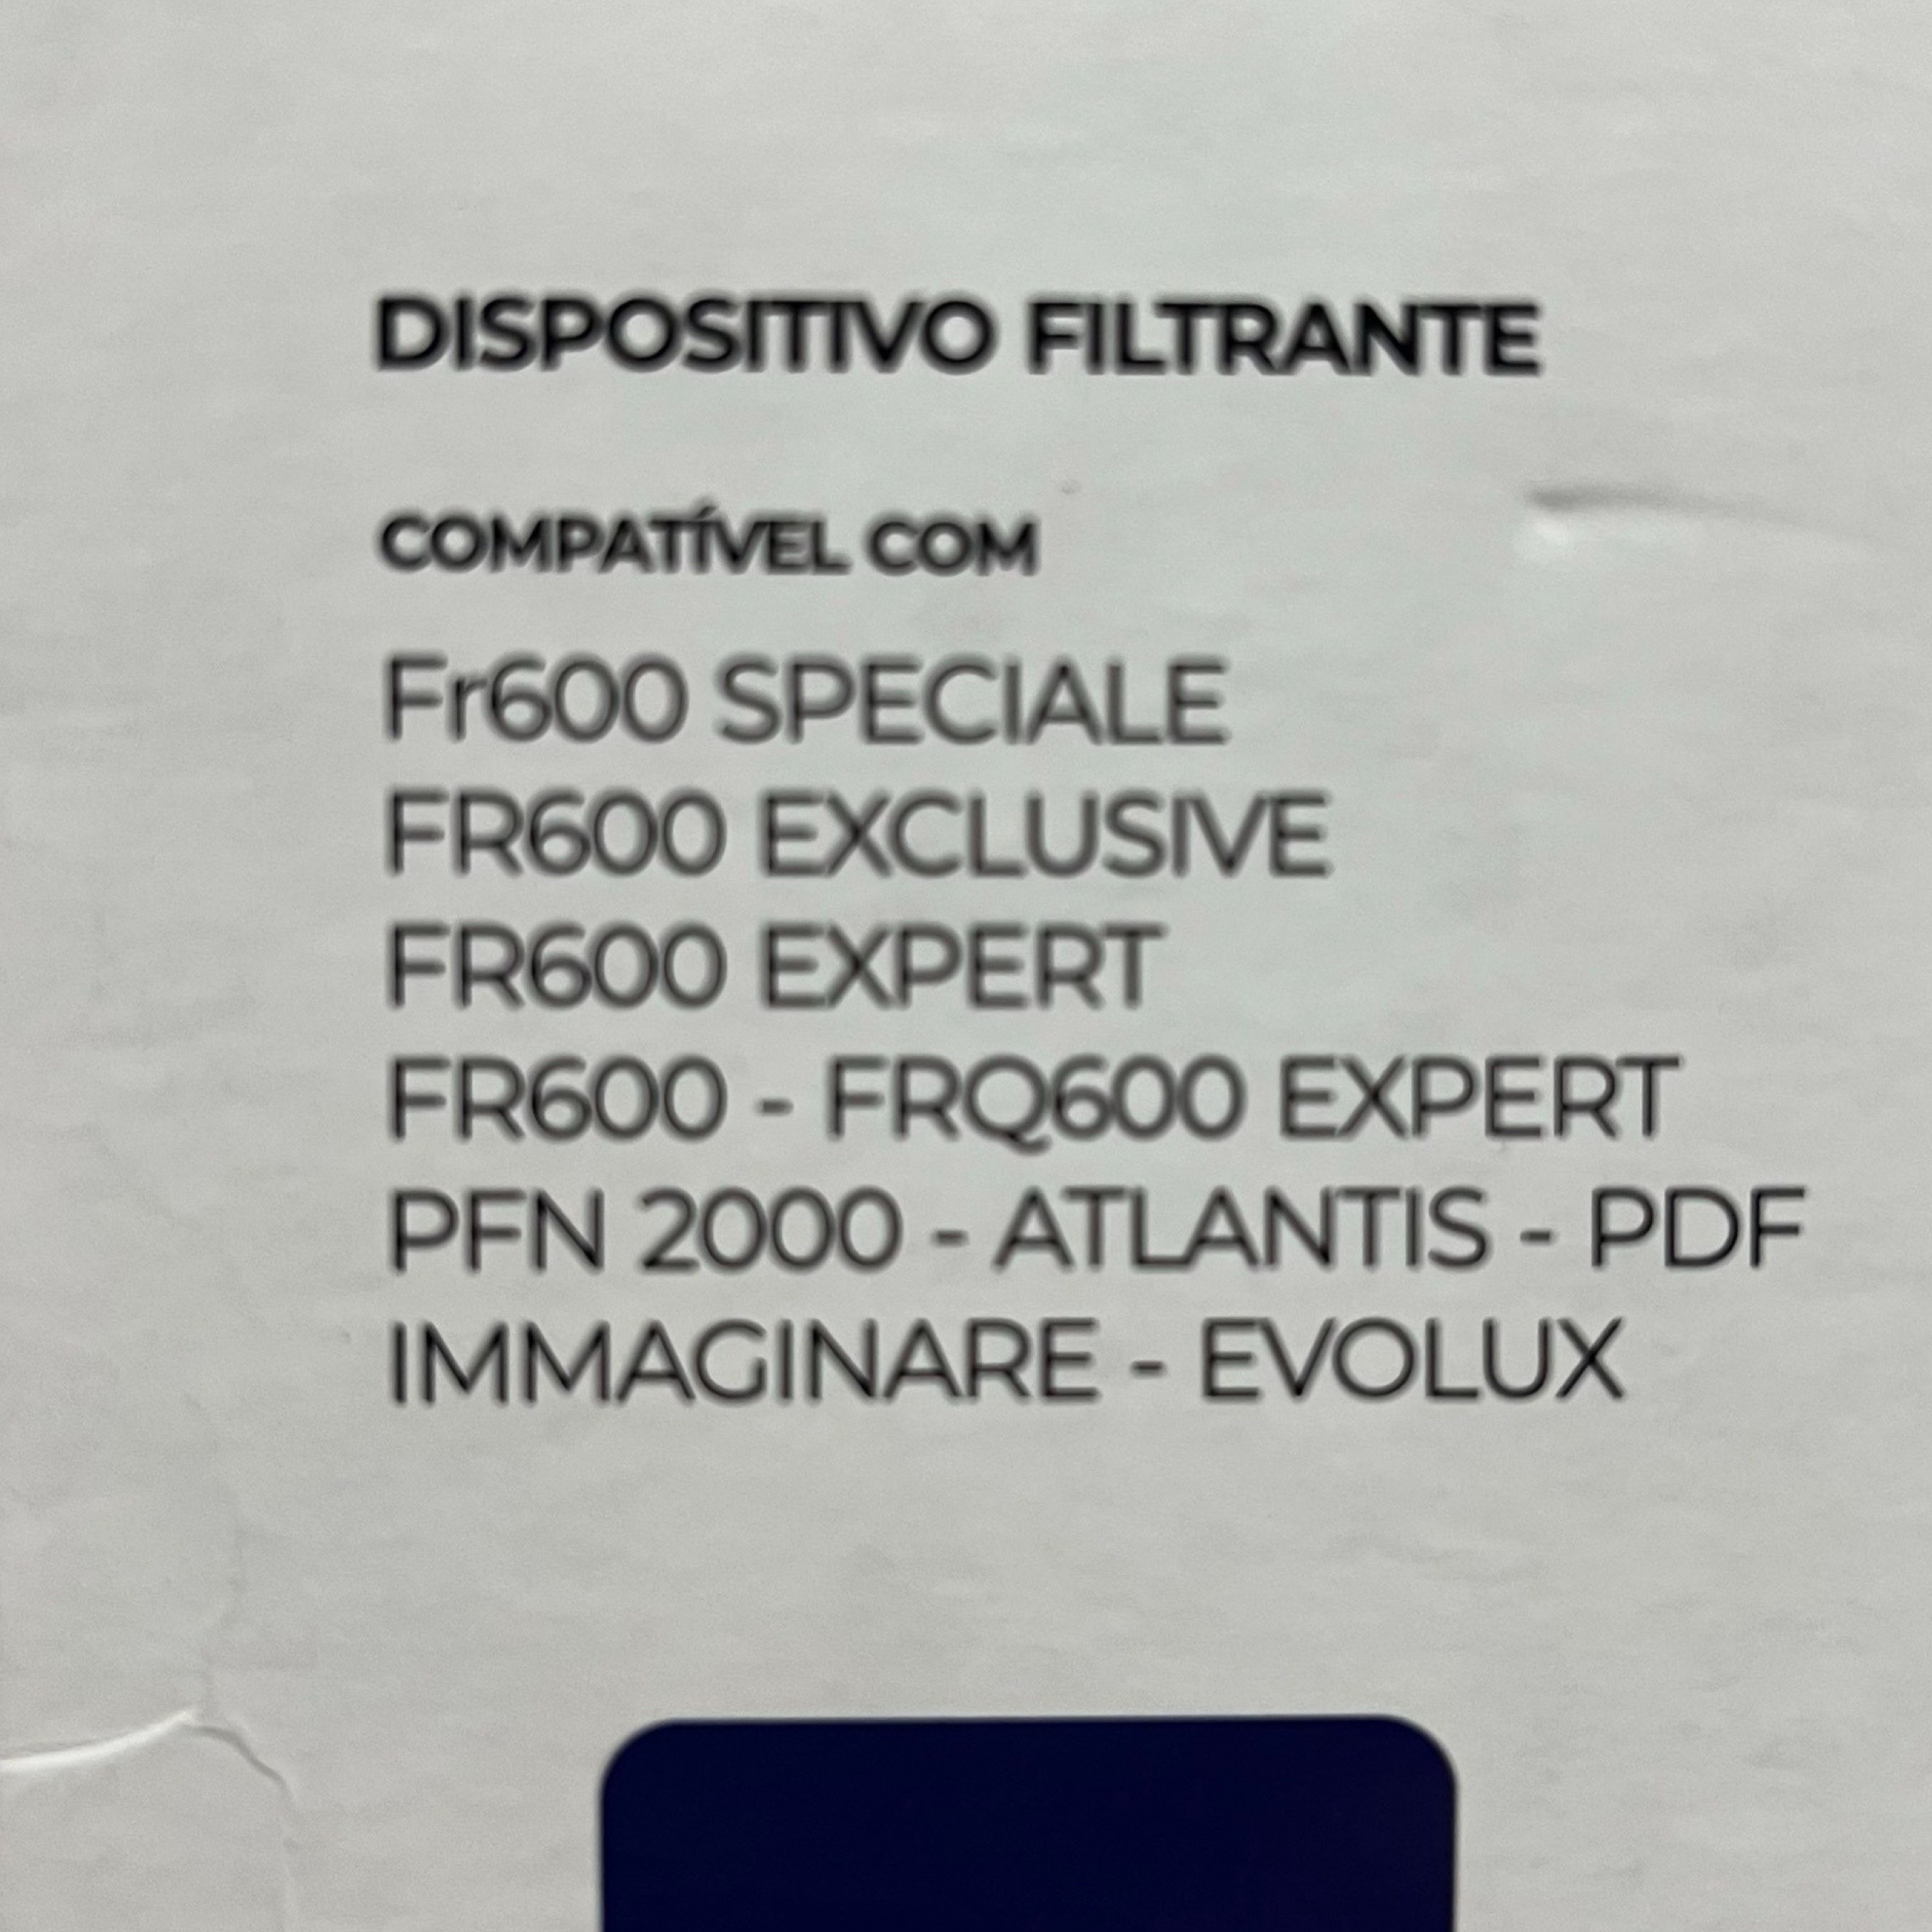 DISPOSITIVO FILTRANTE
COMPATÍVEL COM
Fr600 SPECIALE
FR600 EXCLUSIVE
FR600 EXPERT
FR600 - FRQ600 EXPERT
PFN 2000 - ATLANTIS - PDF
IMMAGINARE - EVOLUX